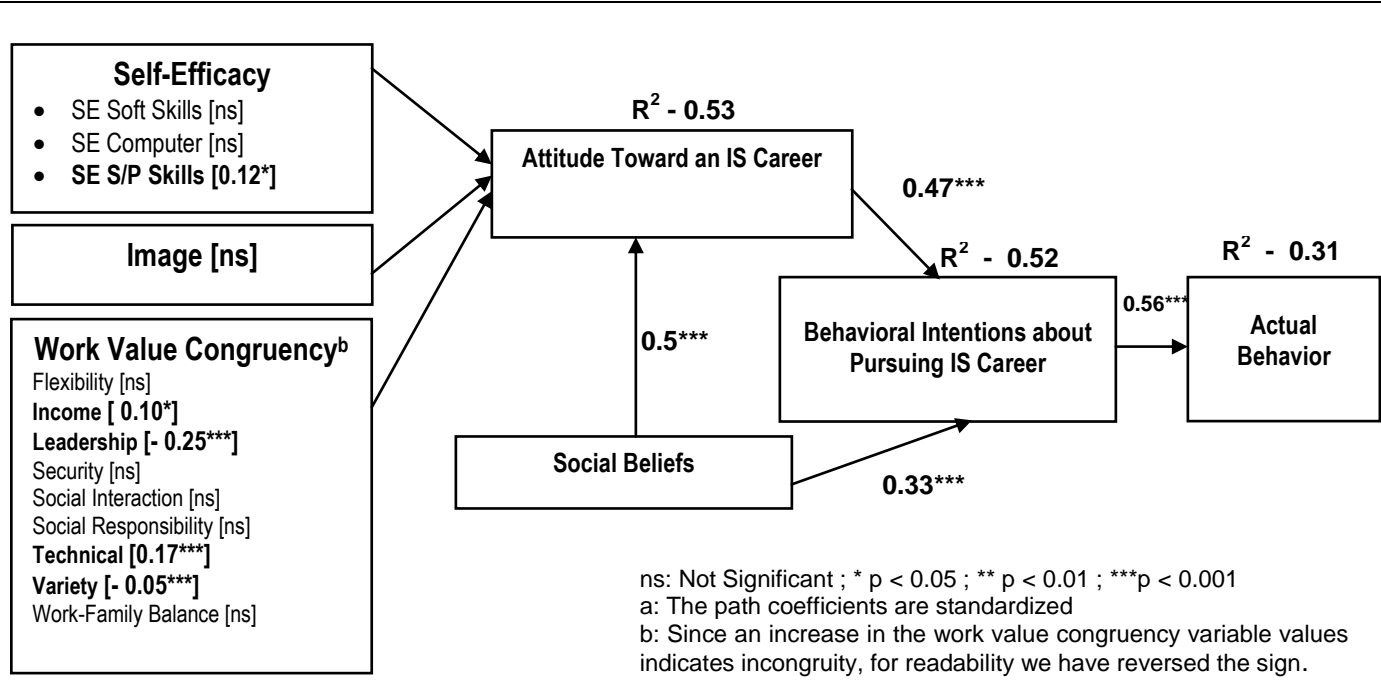 Self-Efficacy
• SE Soft Skills [ns]
• SE Computer [ns]
• SE S/P Skills [0.12*]
Image [ns]
Work Value Congruencyᵇ
Flexibility [ns]
Income [ 0.10*]
Leadership [- 0.25***]
Security [ns]
Social Interaction [ns]
Social Responsibility [ns]
Technical [0.17***]
Variety [- 0.05***]
Work-Family Balance [ns]
R² - 0.53
Attitude Toward an IS Career
0.47***
0.5***
Social Beliefs
0.33***
R² - 0.52
Behavioral Intentions about
Pursuing IS Career
0.56***
R² - 0.31
Actual
Behavior
ns: Not Significant ; * p < 0.05 ; ** p < 0.01 ; ***p < 0.001
a: The path coefficients are standardized
b: Since an increase in the work value congruency variable values
indicates incongruity, for readability we have reversed the sign.